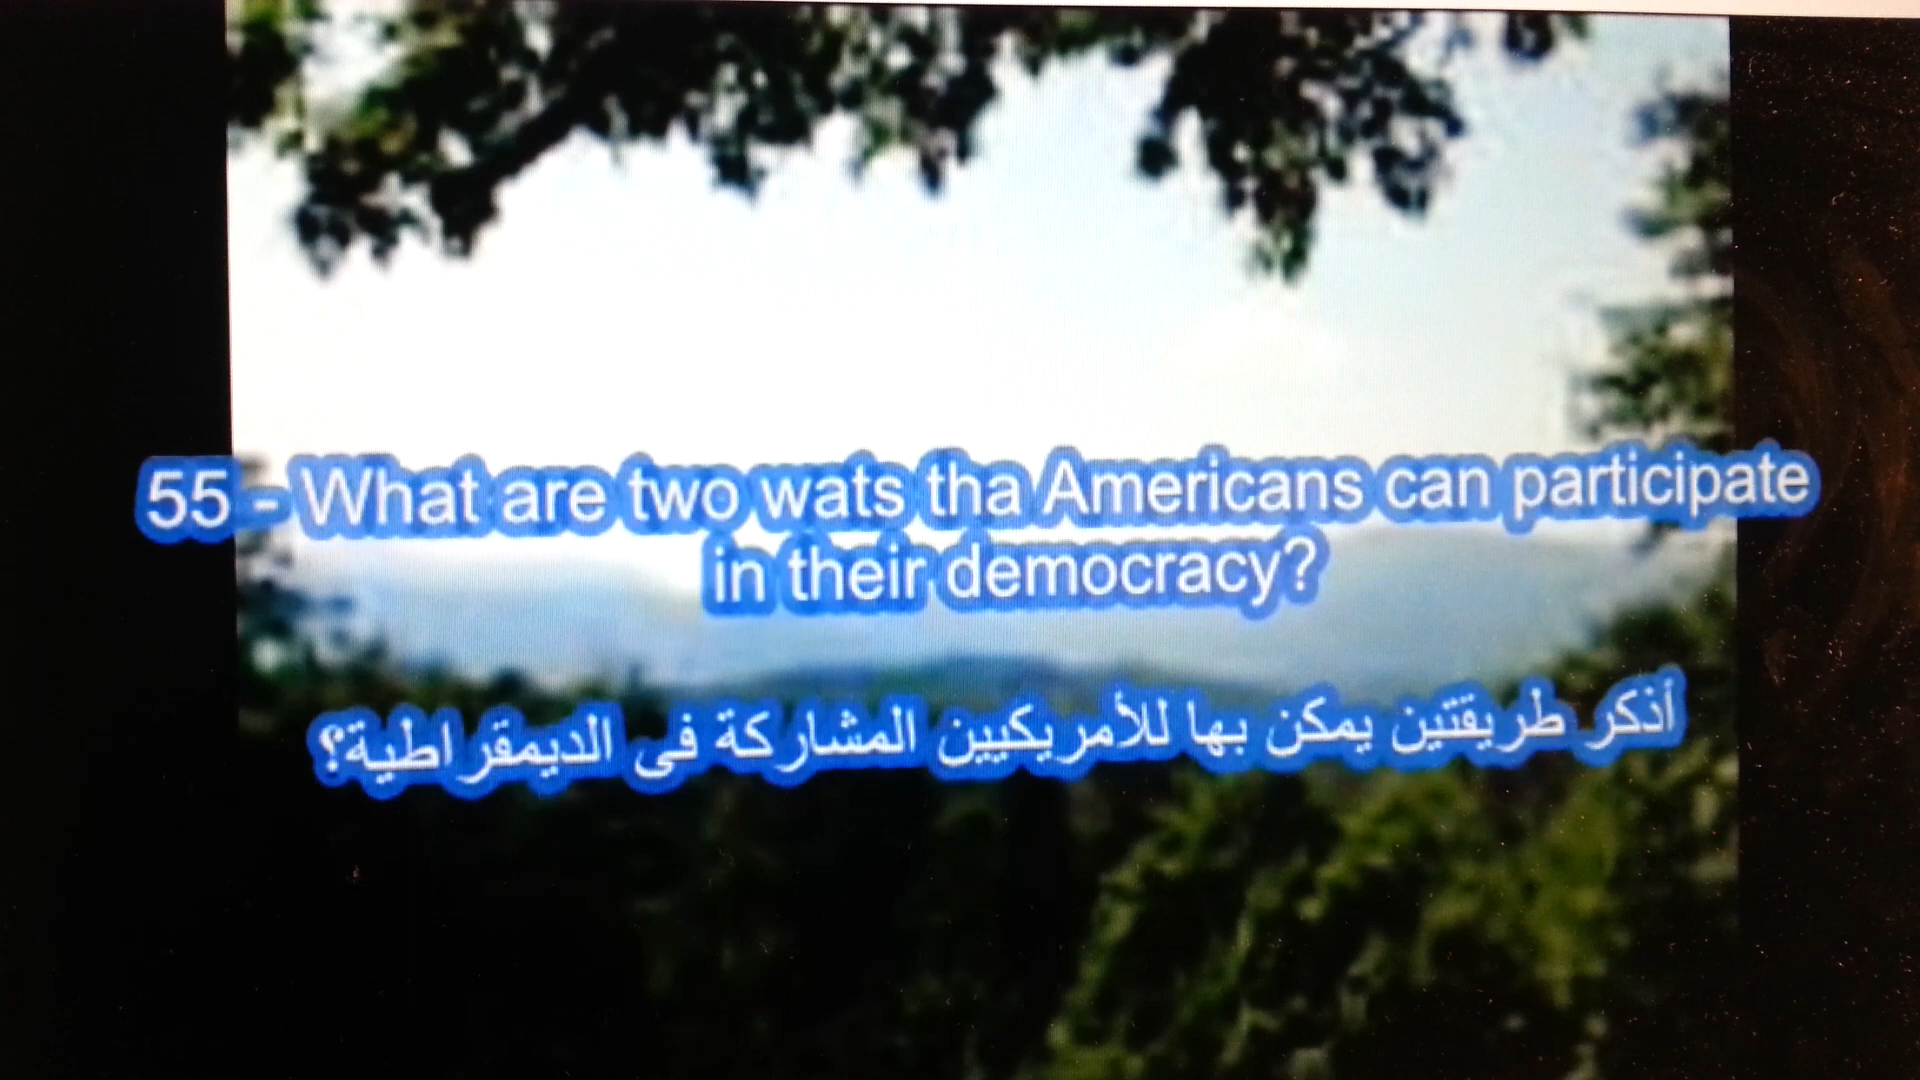 55 - What are two wats tha Americans can participate
in their democracy?
أذكر طريقتين يمكن بها للأمريكيين المشاركة فى الديمقراطية؟